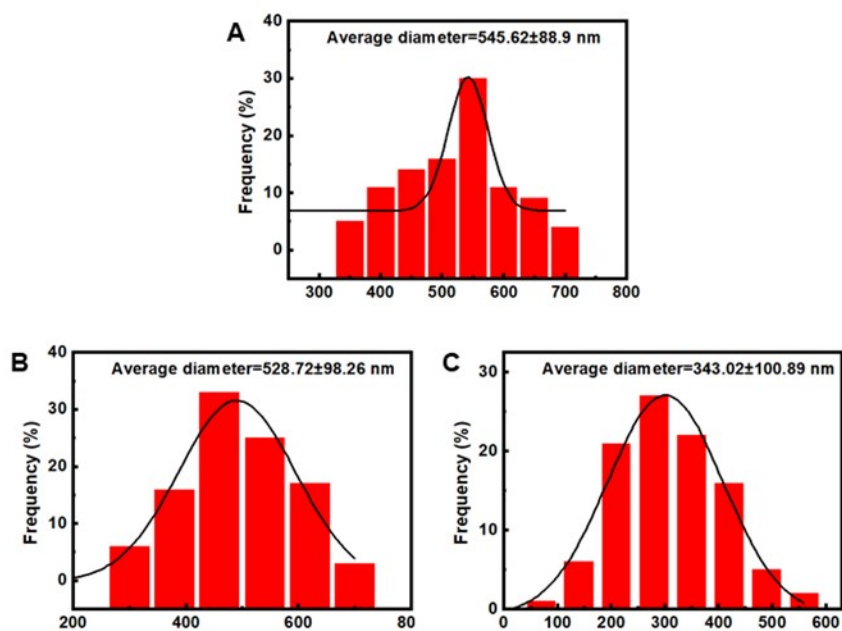 A
Average diameter=545.62±88.9 nm
40
30
20
10
0
Frequency (%)
300 400 500 600 700 800
B
Average diameter=528.72±98.26 nm
40
30
20
10
0
Frequency (%)
200 400 600 80
C
Average diameter=343.02±100.89 nm
30
20
10
0
Frequency (%)
0 100 200 300 400 500 600